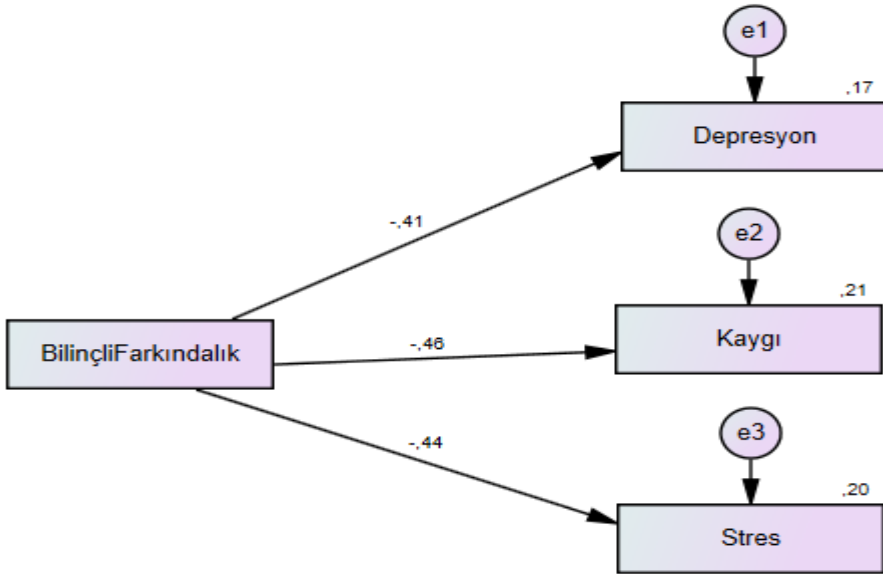 e1
,17
Depresyon
-,41
e2
,21
Kaygı
-,46
BilinçliFarkındalık
-,44
e3
,20
Stres